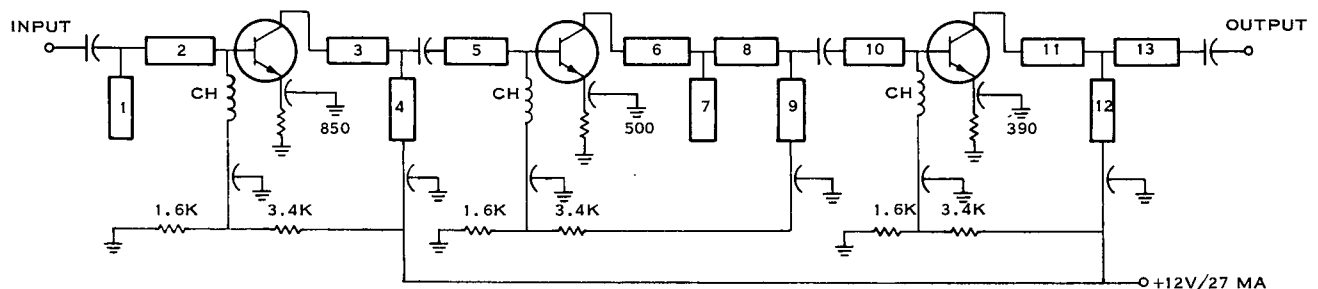 INPUT
OUTPUT
1
2
3
4
5
6
7
8
9
10
11
12
13
CH
CH
CH
850
500
390
1.6K
3.4K
1.6K
3.4K
1.6K
3.4K
+12V/27 MA